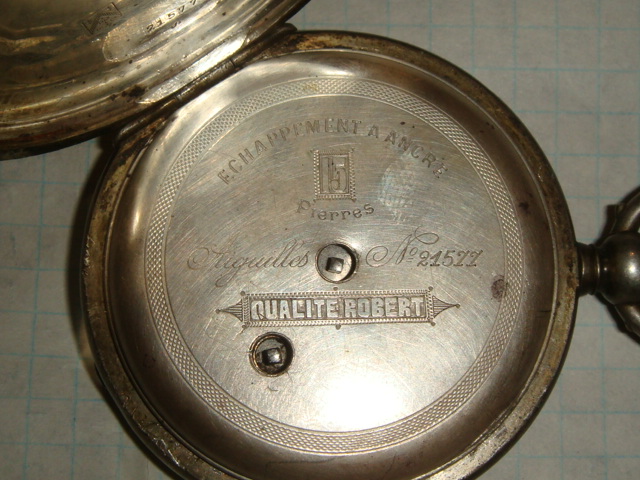 ECHAPPEMENT A ANCRE
15
Pierres
Aiguilles No 21577
QUALITE ROBERT